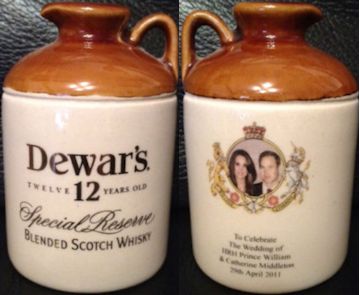 Dewar's
TWELVE 12 YEARS OLD
Special Reserve
BLENDED SCOTCH WHISKY
To Celebrate
The Wedding of
HRH Prince William
& Catherine Middleton
29th April 2011